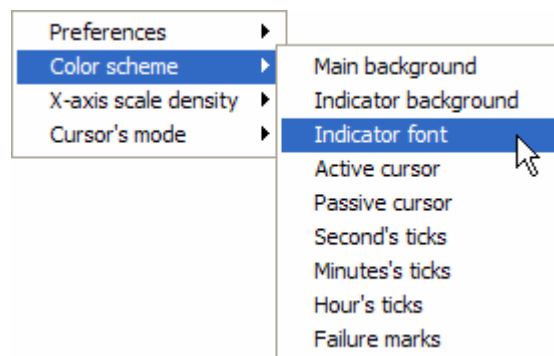 Preferences
Color scheme
X-axis scale density
Cursor's mode
Main background
Indicator background
Indicator font
Active cursor
Passive cursor
Second's ticks
Minutes's ticks
Hour's ticks
Failure marks